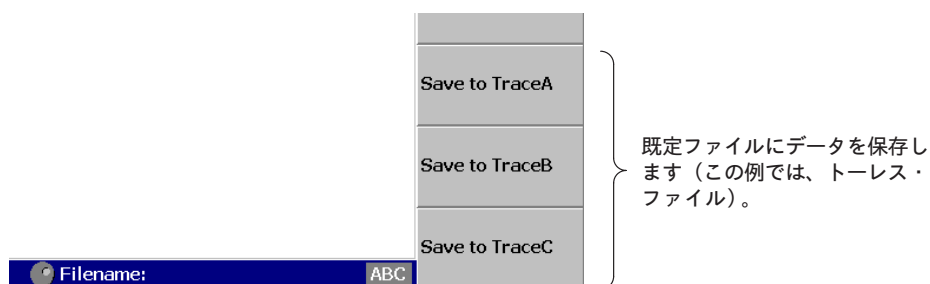 Save to TraceA
Save to TraceB
Save to TraceC
Filename:
ABC
既定ファイルにデータを保存し
ます（この例では、トーレス・
ファイル）。